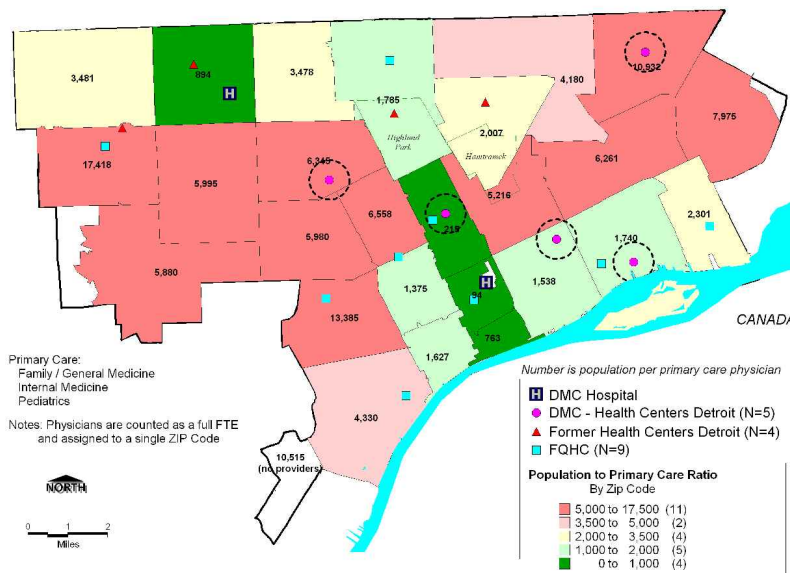 3,481
894
3,478
1,785
4,180
10,932
7,975
Highland
Park
2,007
Hamtramck
17,418
5,995
6,345
6,558
5,216
6,261
2,301
5,880
5,980
1,740
1,375
94
1,538
13,385
763
1,627
4,330
10,515
(no providers)
CANADA
Primary Care:
Family / General Medicine
Internal Medicine
Pediatrics
Notes: Physicians are counted as a full FTE
and assigned to a single ZIP Code
NORTH
0 1 2
Miles
Number is population per primary care physician
H DMC Hospital
DMC - Health Centers Detroit (N=5)
Former Health Centers Detroit (N=4)
FQHC (N=9)
Population to Primary Care Ratio
By Zip Code
5,000 to 17,500 (11)
3,500 to 5,000 (2)
2,000 to 3,500 (4)
1,000 to 2,000 (5)
0 to 1,000 (4)
H
H